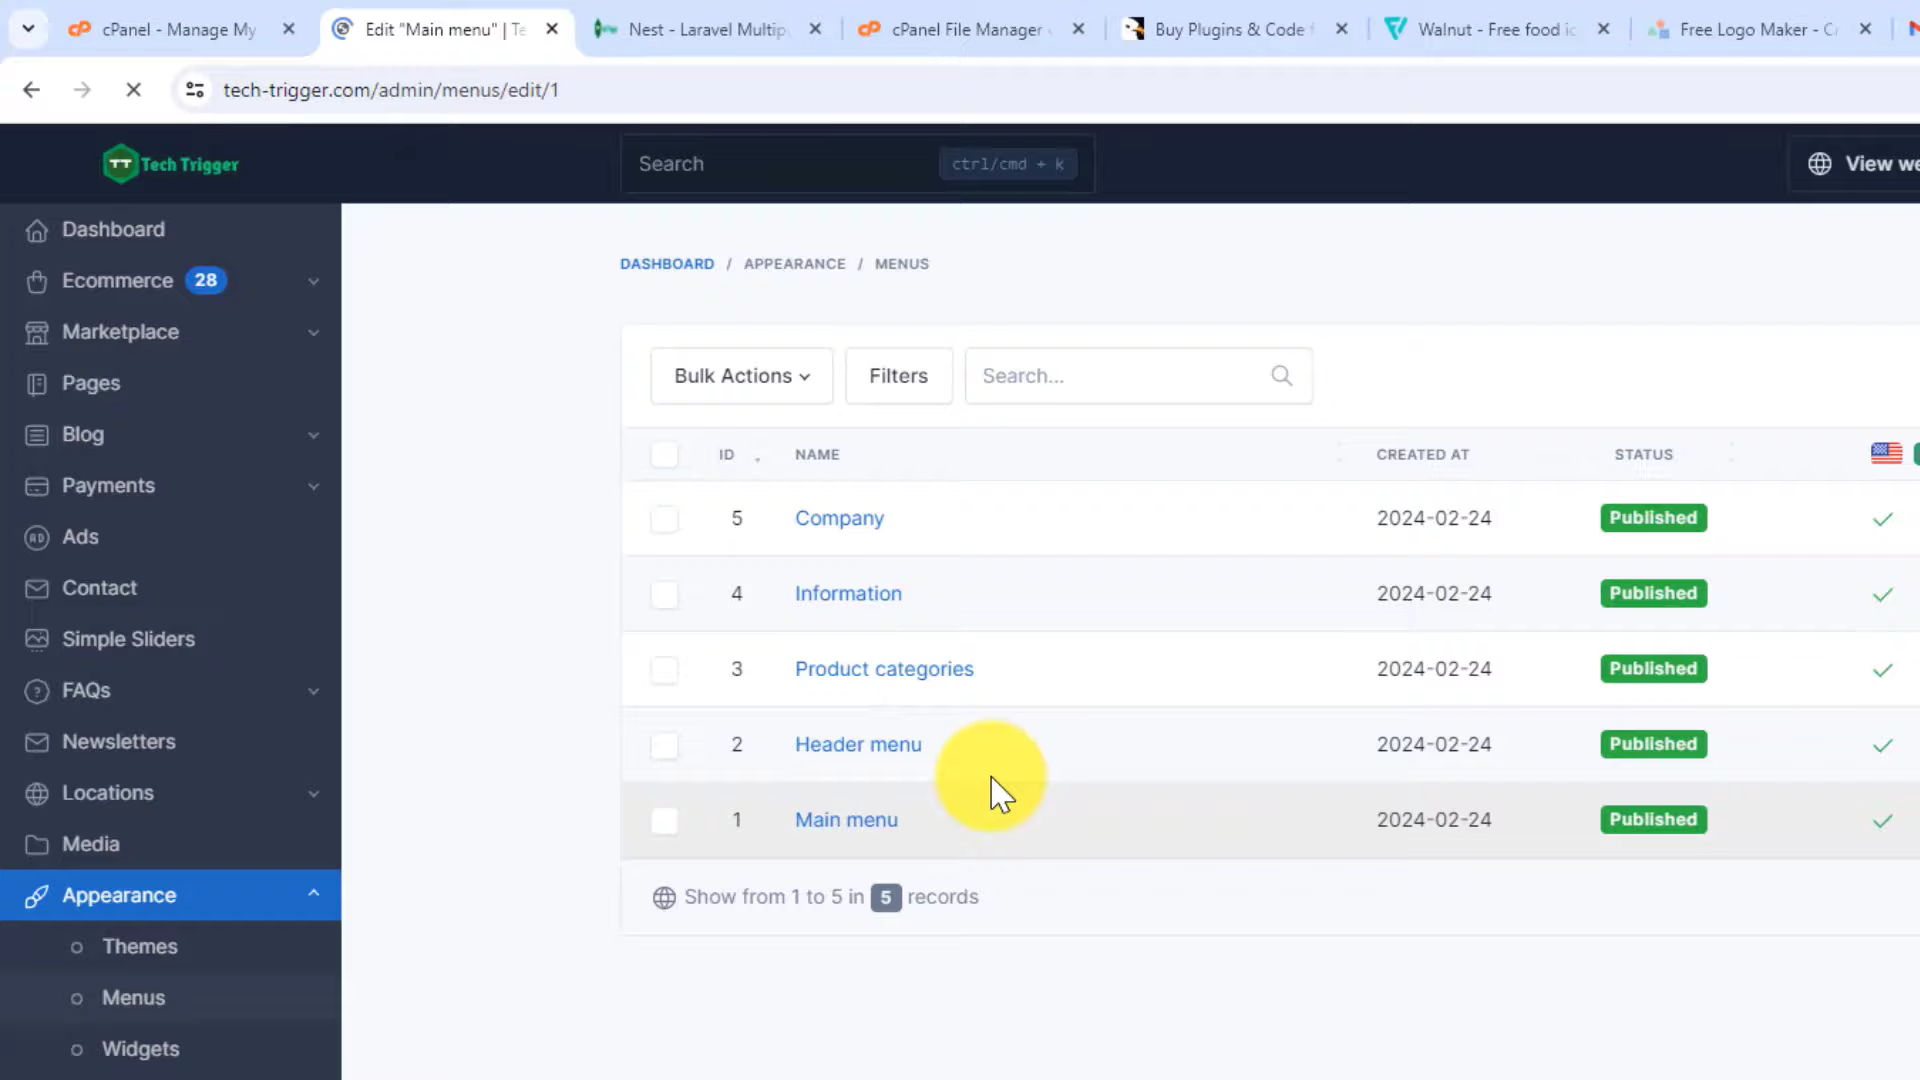 cPanel - Manage My
Edit "Main menu" | Te
Nest - Laravel Multip
cPanel File Manager
Buy Plugins & Code f
Walnut - Free food ic
Free Logo Maker - Cr
tech-trigger.com/admin/menus/edit/1
TT Tech Trigger
Search
ctrl/cmd + k
View we
Dashboard
Ecommerce 28
Marketplace
Pages
Blog
Payments
AD Ads
Contact
Simple Sliders
FAQs
Newsletters
Locations
Media
Appearance
Themes
Menus
Widgets
DASHBOARD / APPEARANCE / MENUS
Bulk Actions
Filters
Search...
ID NAME CREATED AT STATUS
5 Company 2024-02-24 Published
4 Information 2024-02-24 Published
3 Product categories 2024-02-24 Published
2 Header menu 2024-02-24 Published
1 Main menu 2024-02-24 Published
Show from 1 to 5 in 5 records